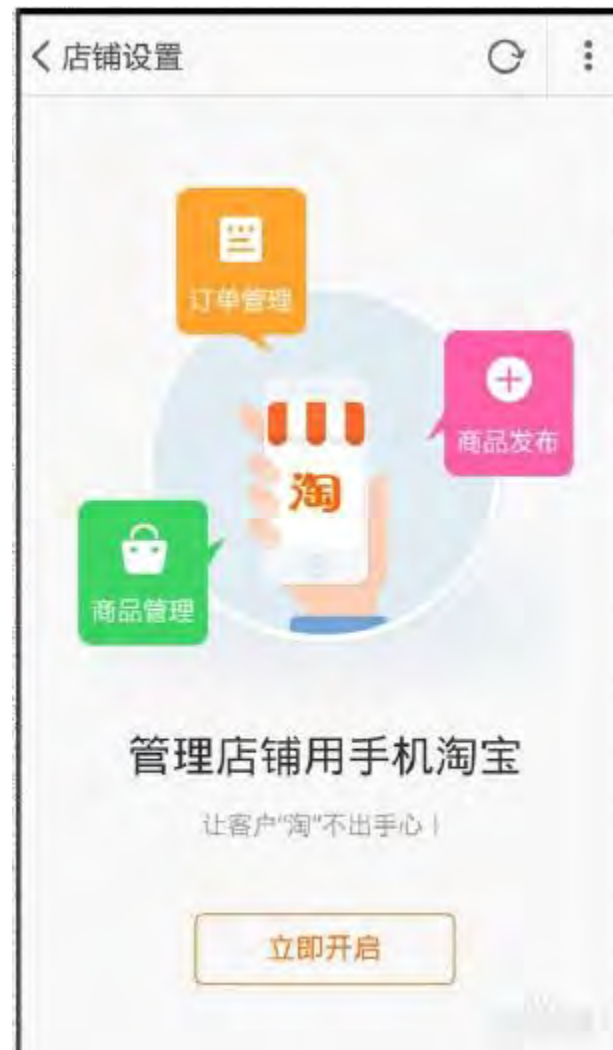 店铺设置
订单管理
商品发布
淘
商品管理
管理店铺用手机淘宝
让客户“淘”不出手心！
立即开启